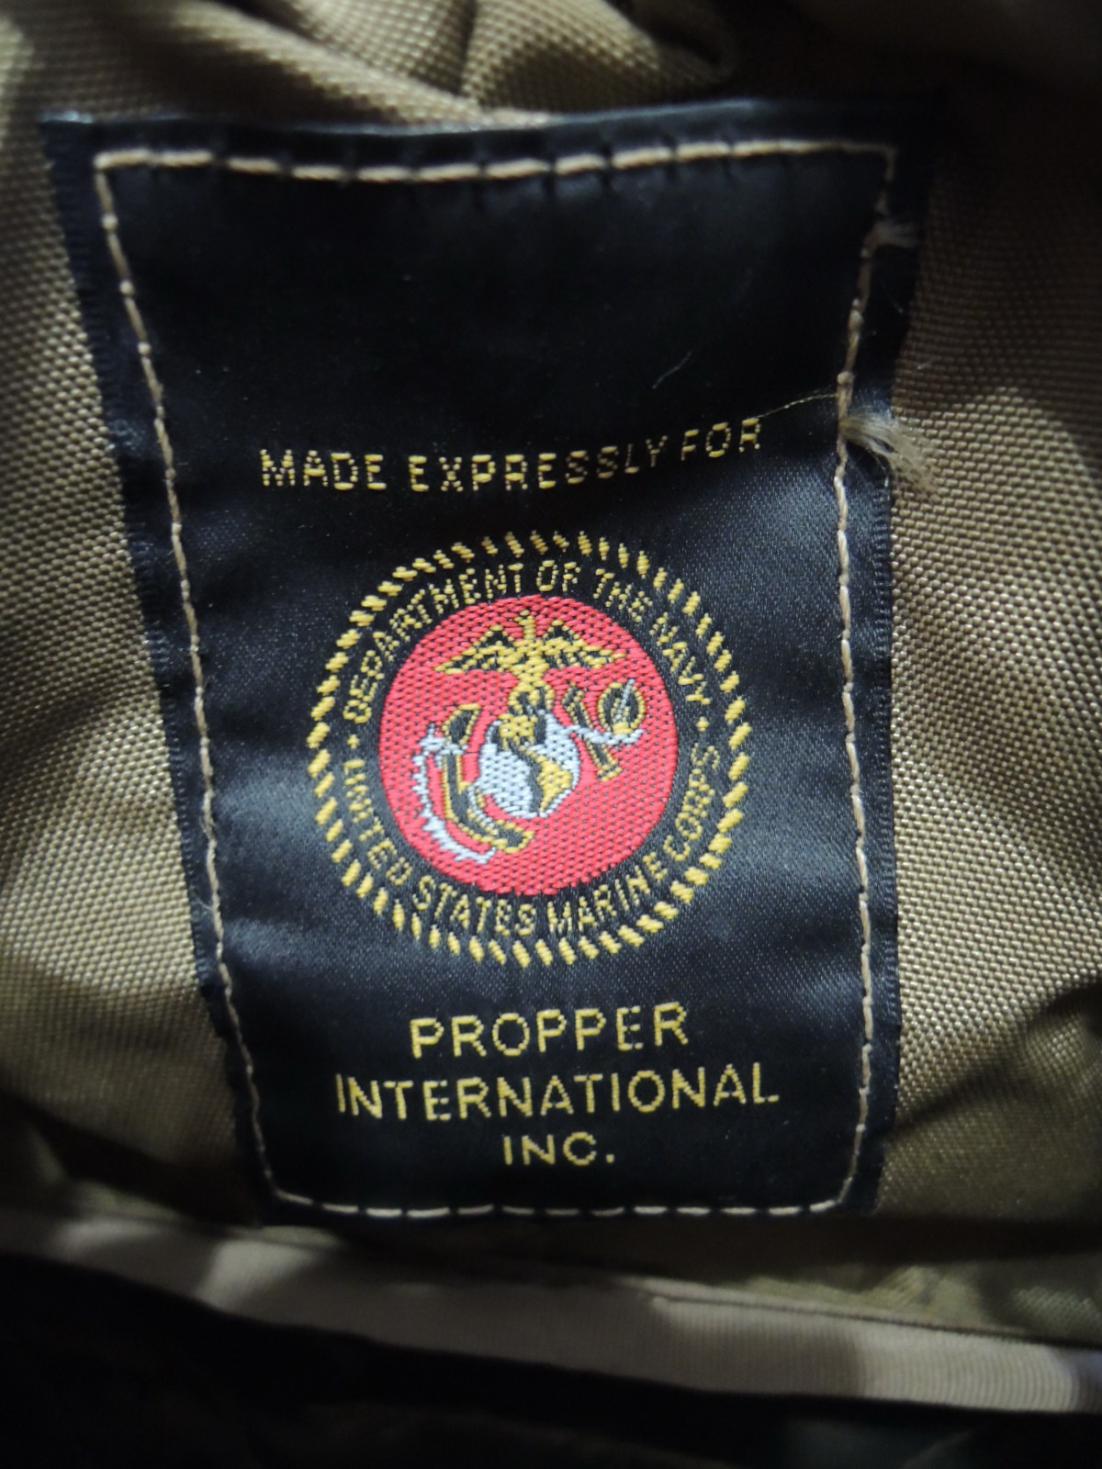 MADE EXPRESSLY FOR
DEPARTMENT OF THE NAVY
• UNITED STATES MARINE CORPS •
PROPPER
INTERNATIONAL
INC.